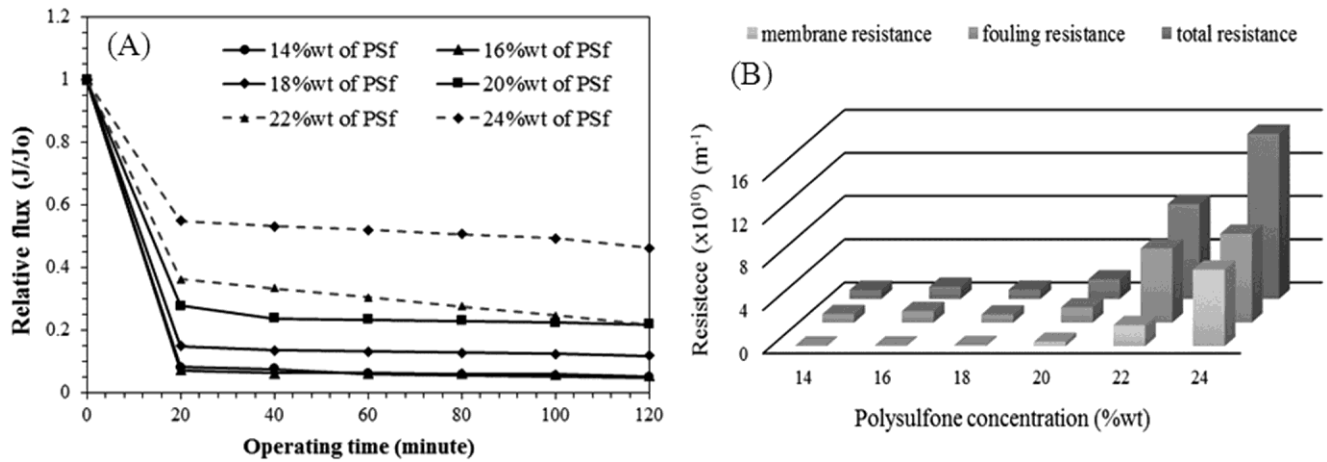 (A)
1.2
1
0.8
0.6
0.4
0.2
0
Relative flux (J/Jo)
14%wt of PSf
16%wt of PSf
18%wt of PSf
20%wt of PSf
22%wt of PSf
24%wt of PSf
0 20 40 60 80 100 120
Operating time (minute)
membrane resistance fouling resistance total resistance
(B)
16
12
8
4
0
Resistece (x10¹⁰) (m⁻¹)
14 16 18 20 22 24
Polysulfone concentration (%wt)